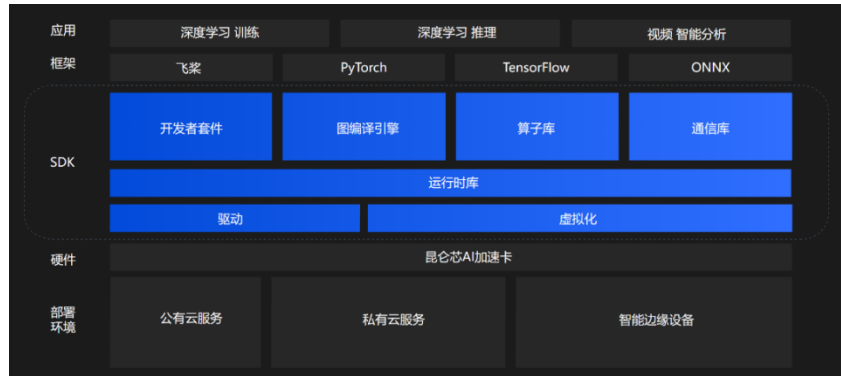 应用
深度学习 训练
深度学习 推理
视频 智能分析
框架
飞桨
PyTorch
TensorFlow
ONNX
SDK
开发者套件
图编译引擎
算子库
通信库
运行时库
驱动
虚拟化
硬件
昆仑芯AI加速卡
部署
环境
公有云服务
私有云服务
智能边缘设备